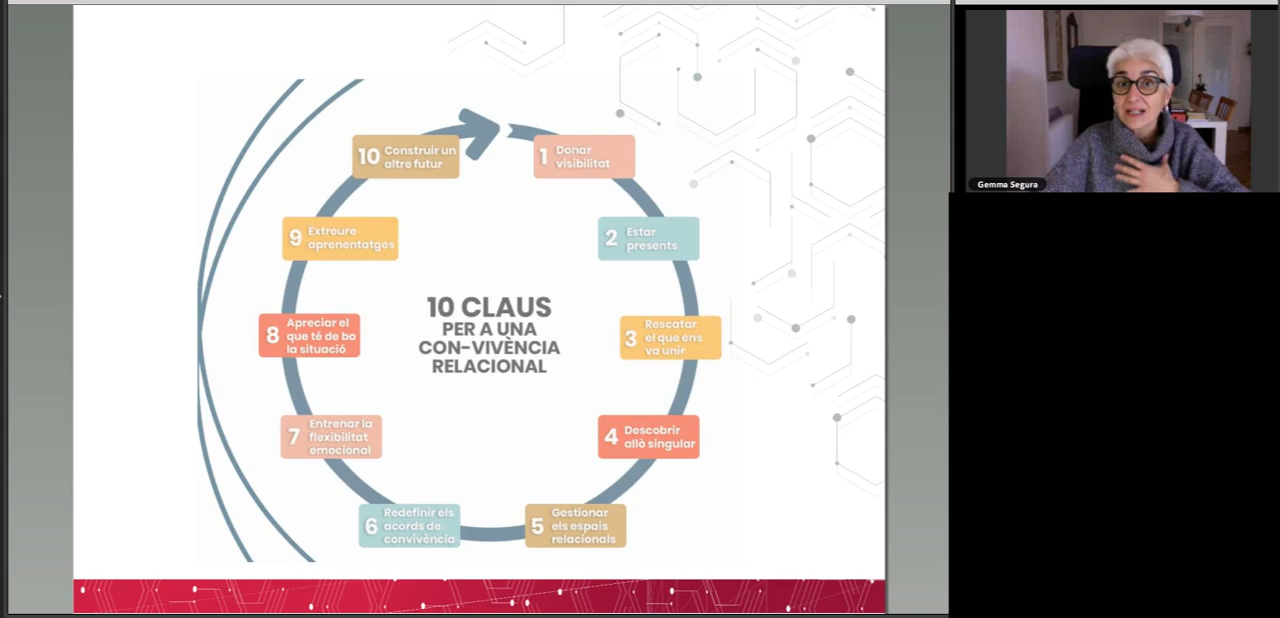 10 CLAUS
PER A UNA
CON-VIVÈNCIA
RELACIONAL
1 Donar
visibilitat
2 Estar
presents
3 Rescatar
el que ens
va unir
4 Descobrir
allò singular
5 Gestionar
els espais
relacionals
6 Redefinir els
acords de
convivència
7 Entrenar la
flexibilitat
emocional
8 Apreciar el
que té de bo
la situació
9 Extreure
aprenentatges
10 Construir un
altre futur
Gemma Segura